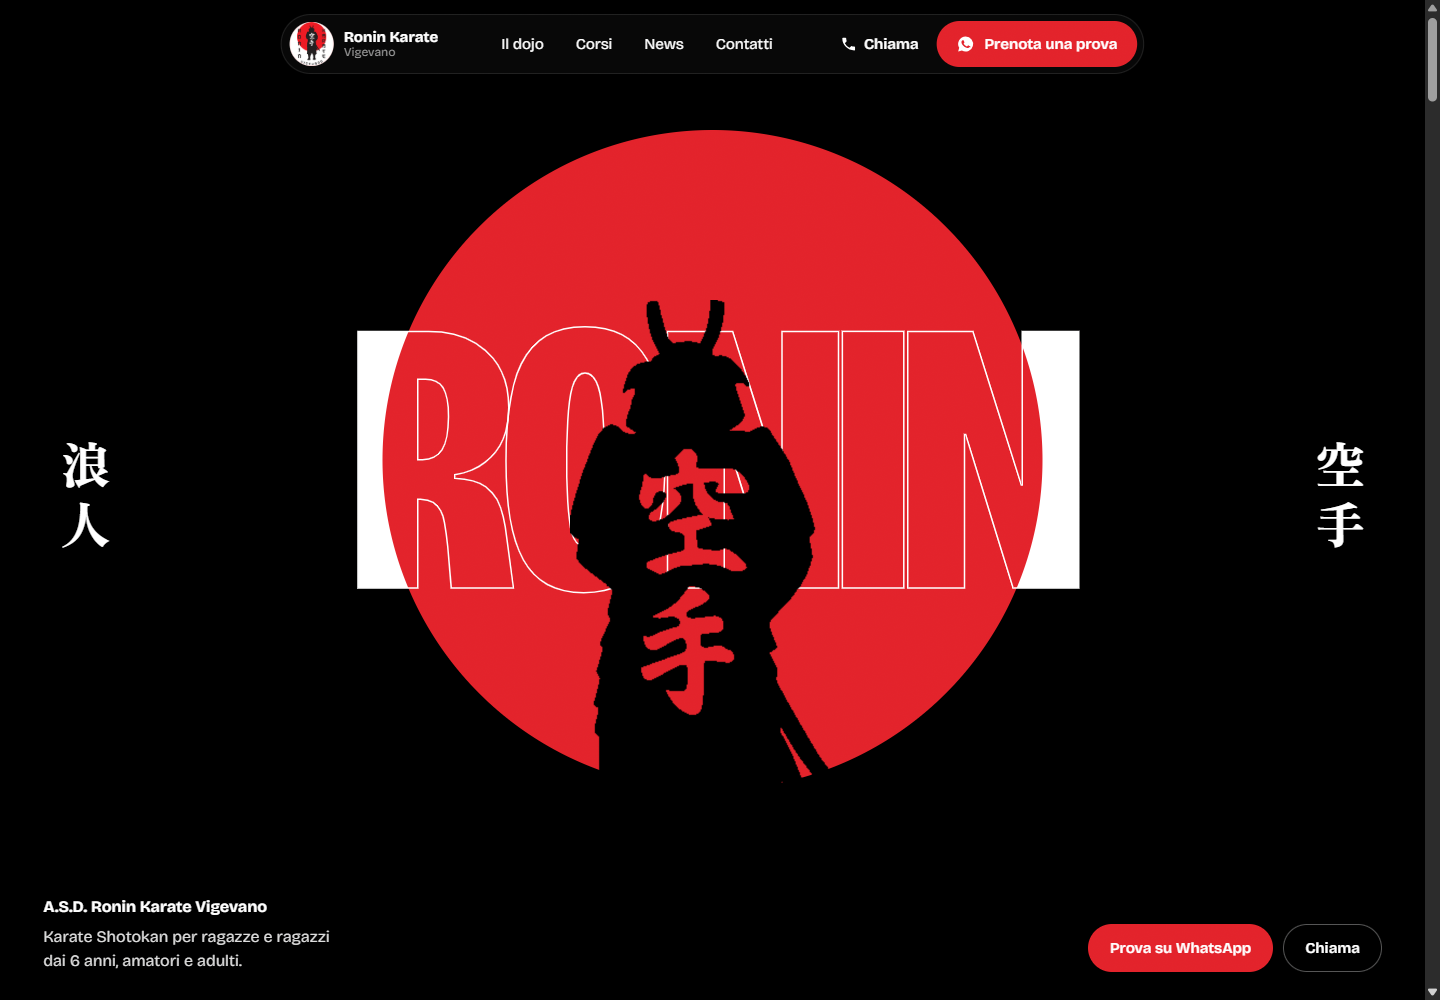 Ronin Karate
Vigevano
Il dojo
Corsi
News
Contatti
Chiama
Prenota una prova
RONIN
浪人
空手
空手
A.S.D. Ronin Karate Vigevano
Karate Shotokan per ragazze e ragazzi
dai 6 anni, amatori e adulti.
Prova su WhatsApp
Chiama